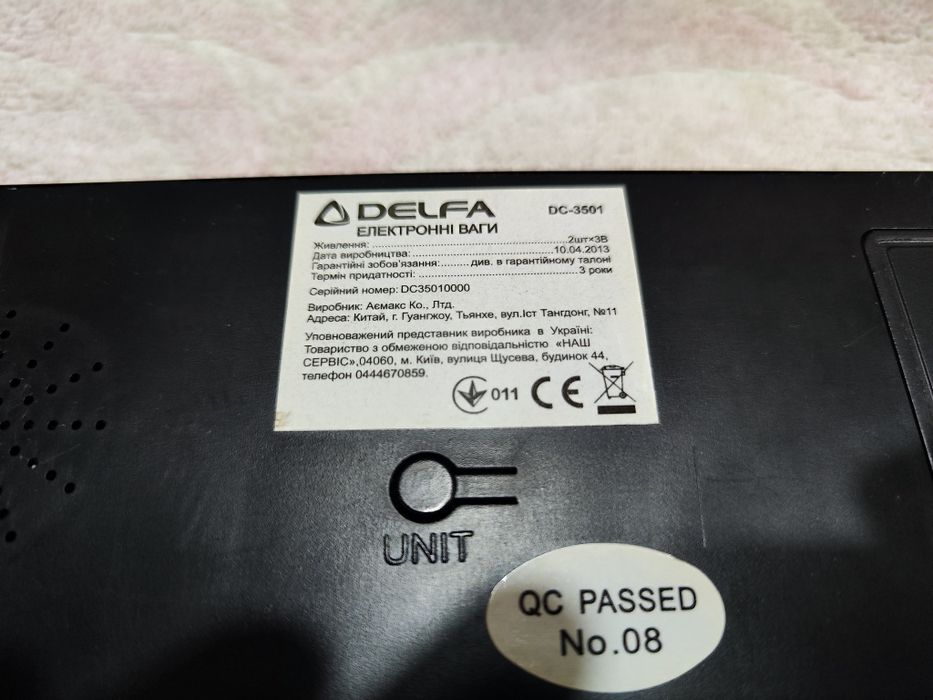 DELFA DC-3501
ЕЛЕКТРОННІ ВАГИ
Живлення:.....................................................2шт×3В
Дата виробництва:.......................................10.04.2013
Гарантійні зобов'язання:........див. в гарантійному талоні
Термін придатності:...........................................3 роки
Серійний номер: DC35010000
Виробник: Аємакс Ко., Лтд.
Адреса: Китай, г. Гуангжоу, Тьянхе, вул.Іст Тангдонг, №11
Уповноважений представник виробника в Україні:
Товариство з обмеженою відповідальністю «НАШ
СЕРВІС»,04060, м. Київ, вулиця Щусева, будинок 44,
телефон 0444670859.
011 CE
UNIT
QC PASSED
No.08